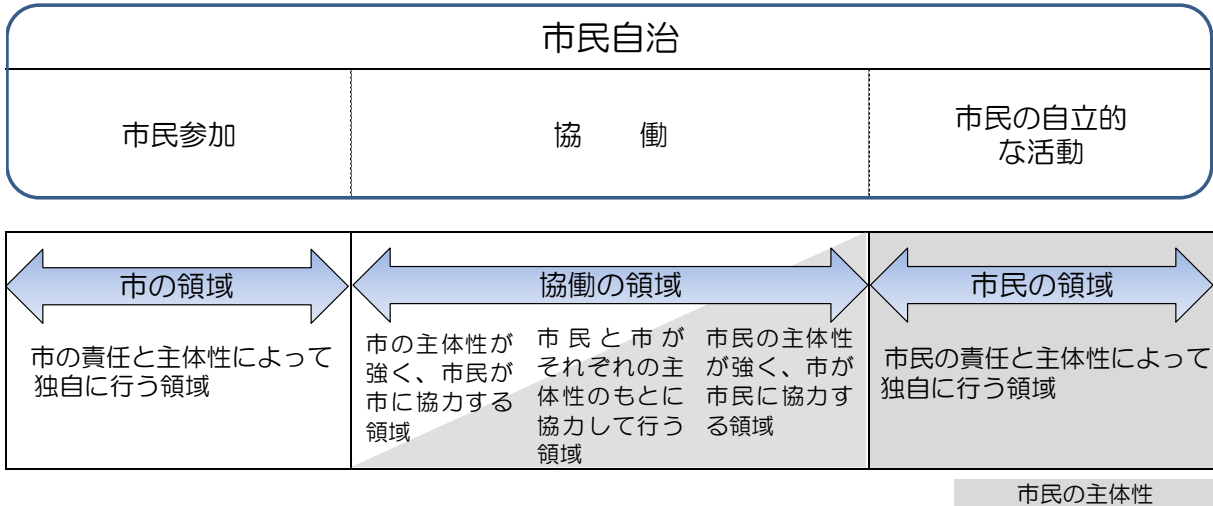 市民自治
市民参加
協　　働
市民の自立的
な活動
市の領域
協働の領域
市民の領域
市の責任と主体性によって
独自に行う領域
市の主体性が
強く、市民が
市に協力する
領域
市民と市が
それぞれの主
体性のもとに
協力して行う
領域
市民の主体性
が強く、市が
市民に協力す
る領域
市民の責任と主体性によって
独自に行う領域
市民の主体性